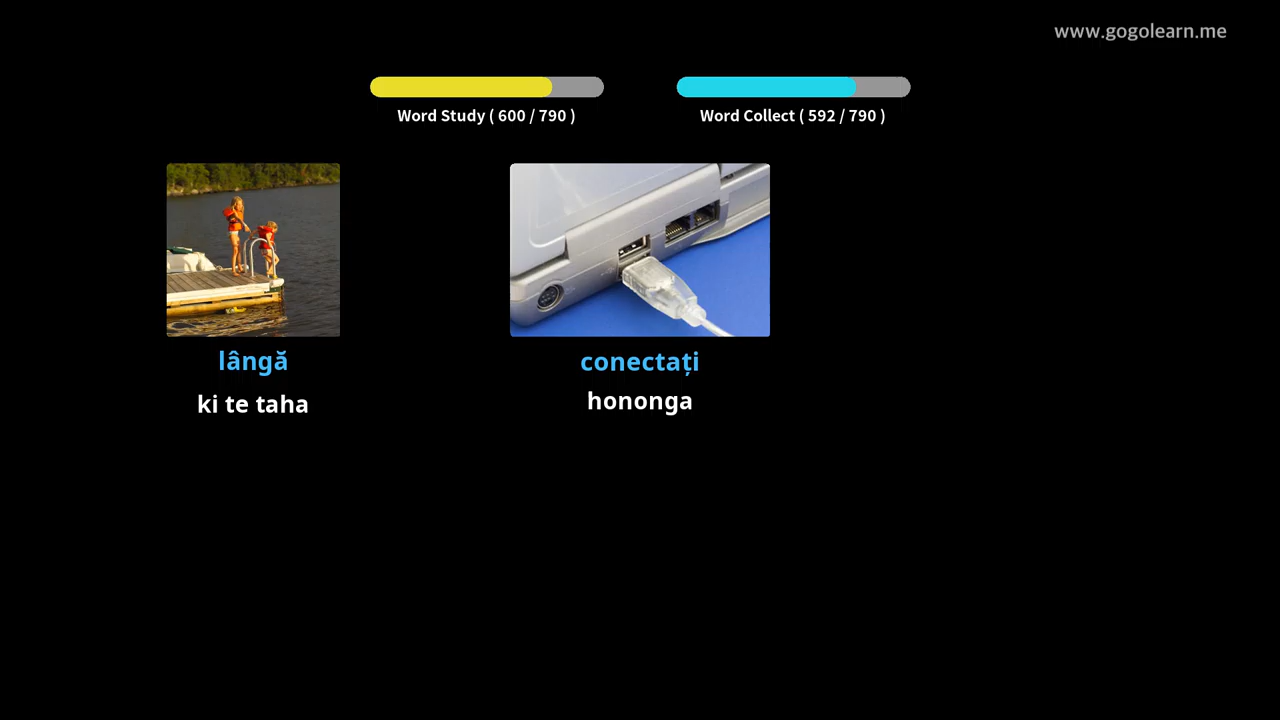 www.gogolearn.me
Word Study ( 600 / 790 )
Word Collect ( 592 / 790 )
lângă
conectați
ki te taha
hononga